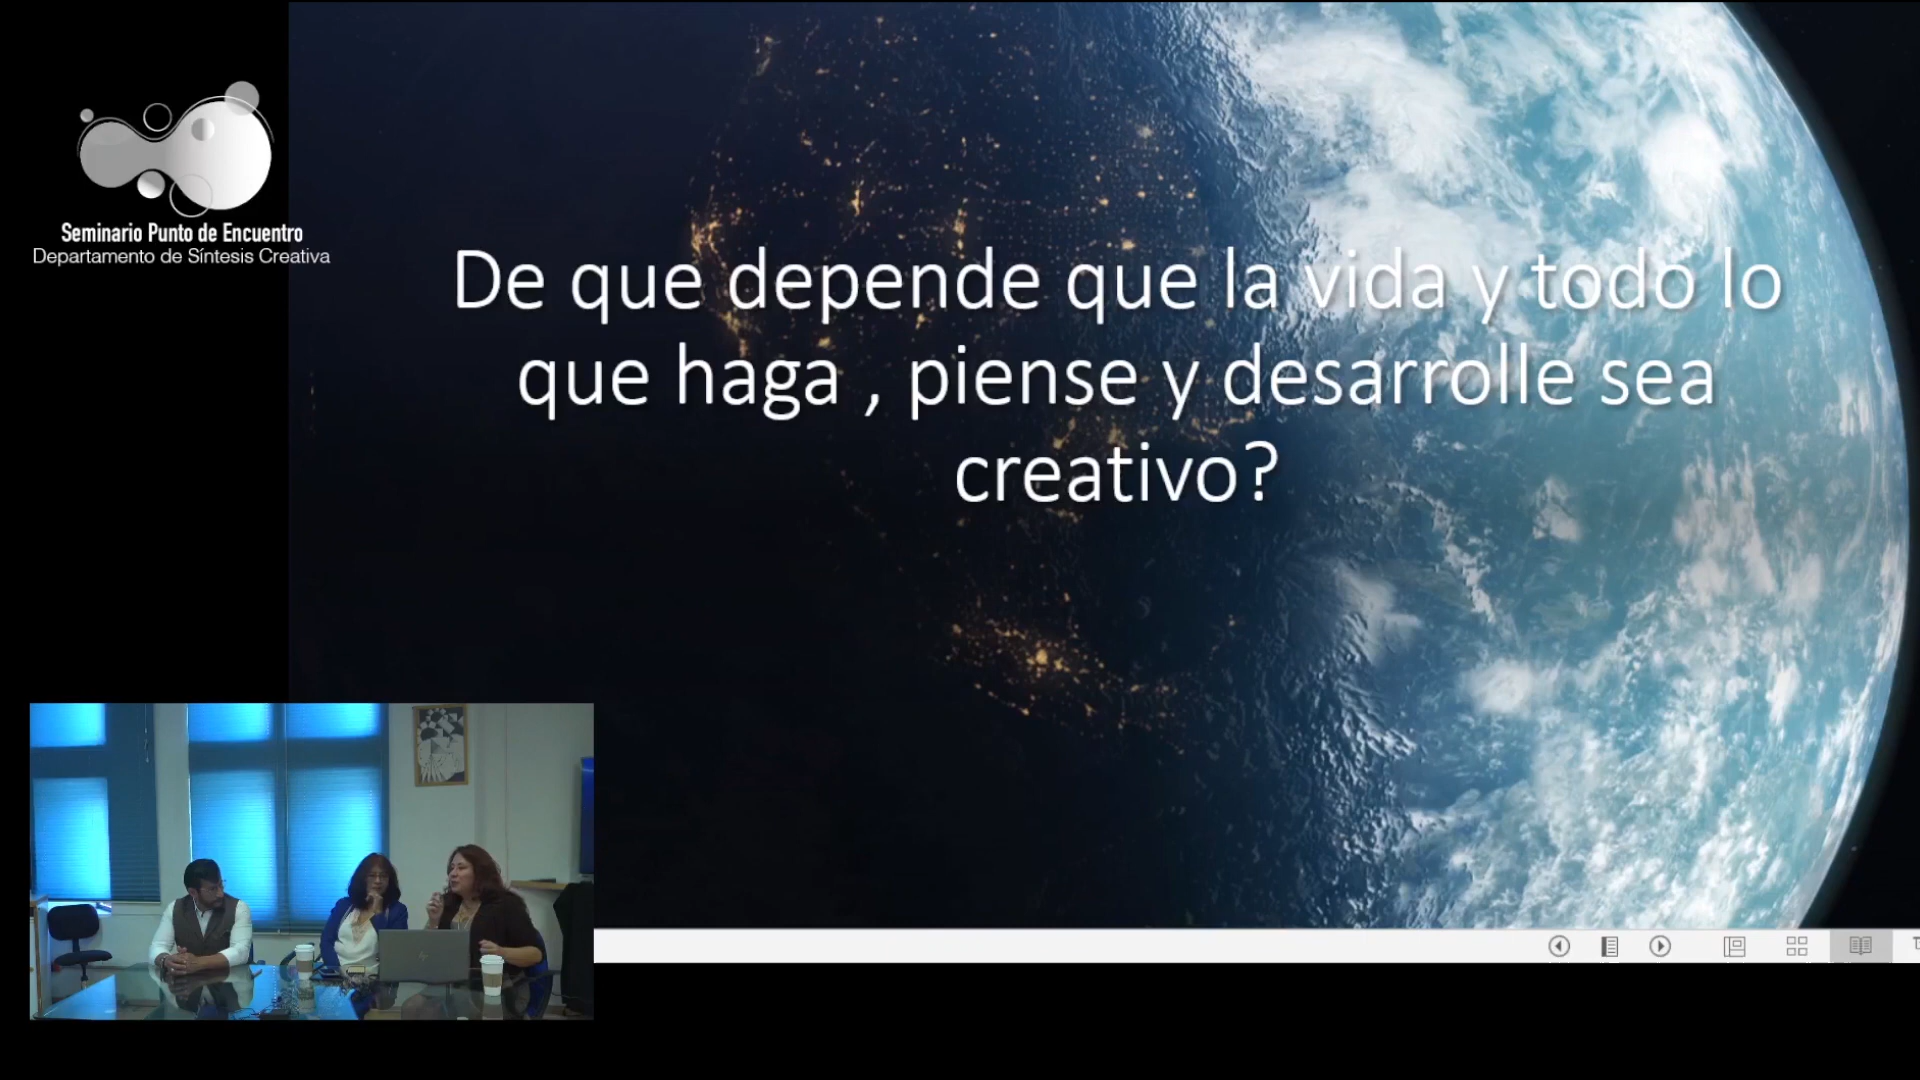 Seminario Punto de Encuentro
Departamento de Síntesis Creativa
De que depende que la vida y todo lo
que haga , piense y desarrolle sea
creativo?